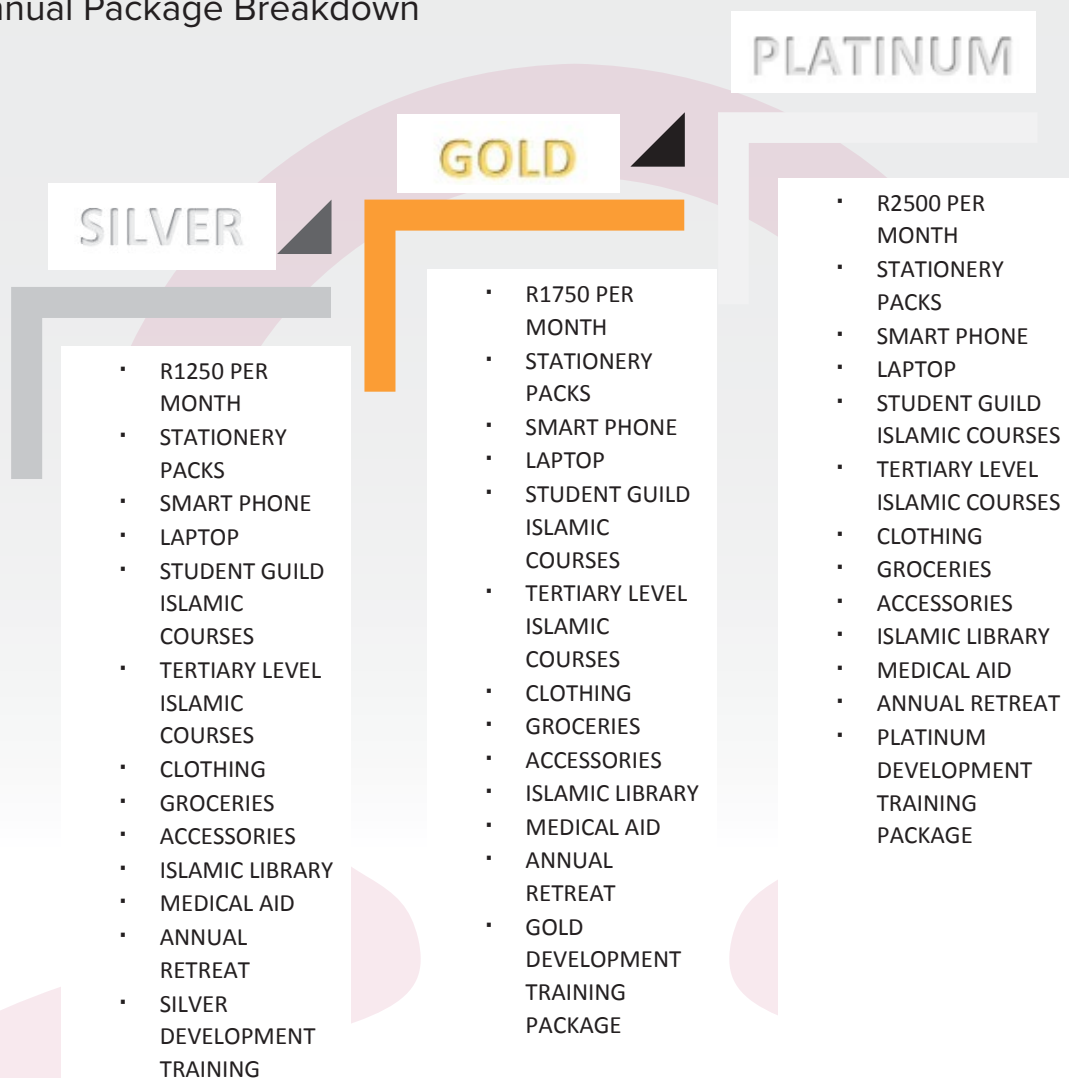 nual Package Breakdown
PLATINUM
GOLD
SILVER
▪ R1250 PER
MONTH
▪ STATIONERY
PACKS
▪ SMART PHONE
▪ LAPTOP
▪ STUDENT GUILD
ISLAMIC
COURSES
▪ TERTIARY LEVEL
ISLAMIC
COURSES
▪ CLOTHING
▪ GROCERIES
▪ ACCESSORIES
▪ ISLAMIC LIBRARY
▪ MEDICAL AID
▪ ANNUAL
RETREAT
▪ SILVER
DEVELOPMENT
TRAINING
▪ R1750 PER
MONTH
▪ STATIONERY
PACKS
▪ SMART PHONE
▪ LAPTOP
▪ STUDENT GUILD
ISLAMIC
COURSES
▪ TERTIARY LEVEL
ISLAMIC
COURSES
▪ CLOTHING
▪ GROCERIES
▪ ACCESSORIES
▪ ISLAMIC LIBRARY
▪ MEDICAL AID
▪ ANNUAL
RETREAT
▪ GOLD
DEVELOPMENT
TRAINING
PACKAGE
▪ R2500 PER
MONTH
▪ STATIONERY
PACKS
▪ SMART PHONE
▪ LAPTOP
▪ STUDENT GUILD
ISLAMIC COURSES
▪ TERTIARY LEVEL
ISLAMIC COURSES
▪ CLOTHING
▪ GROCERIES
▪ ACCESSORIES
▪ ISLAMIC LIBRARY
▪ MEDICAL AID
▪ ANNUAL RETREAT
▪ PLATINUM
DEVELOPMENT
TRAINING
PACKAGE